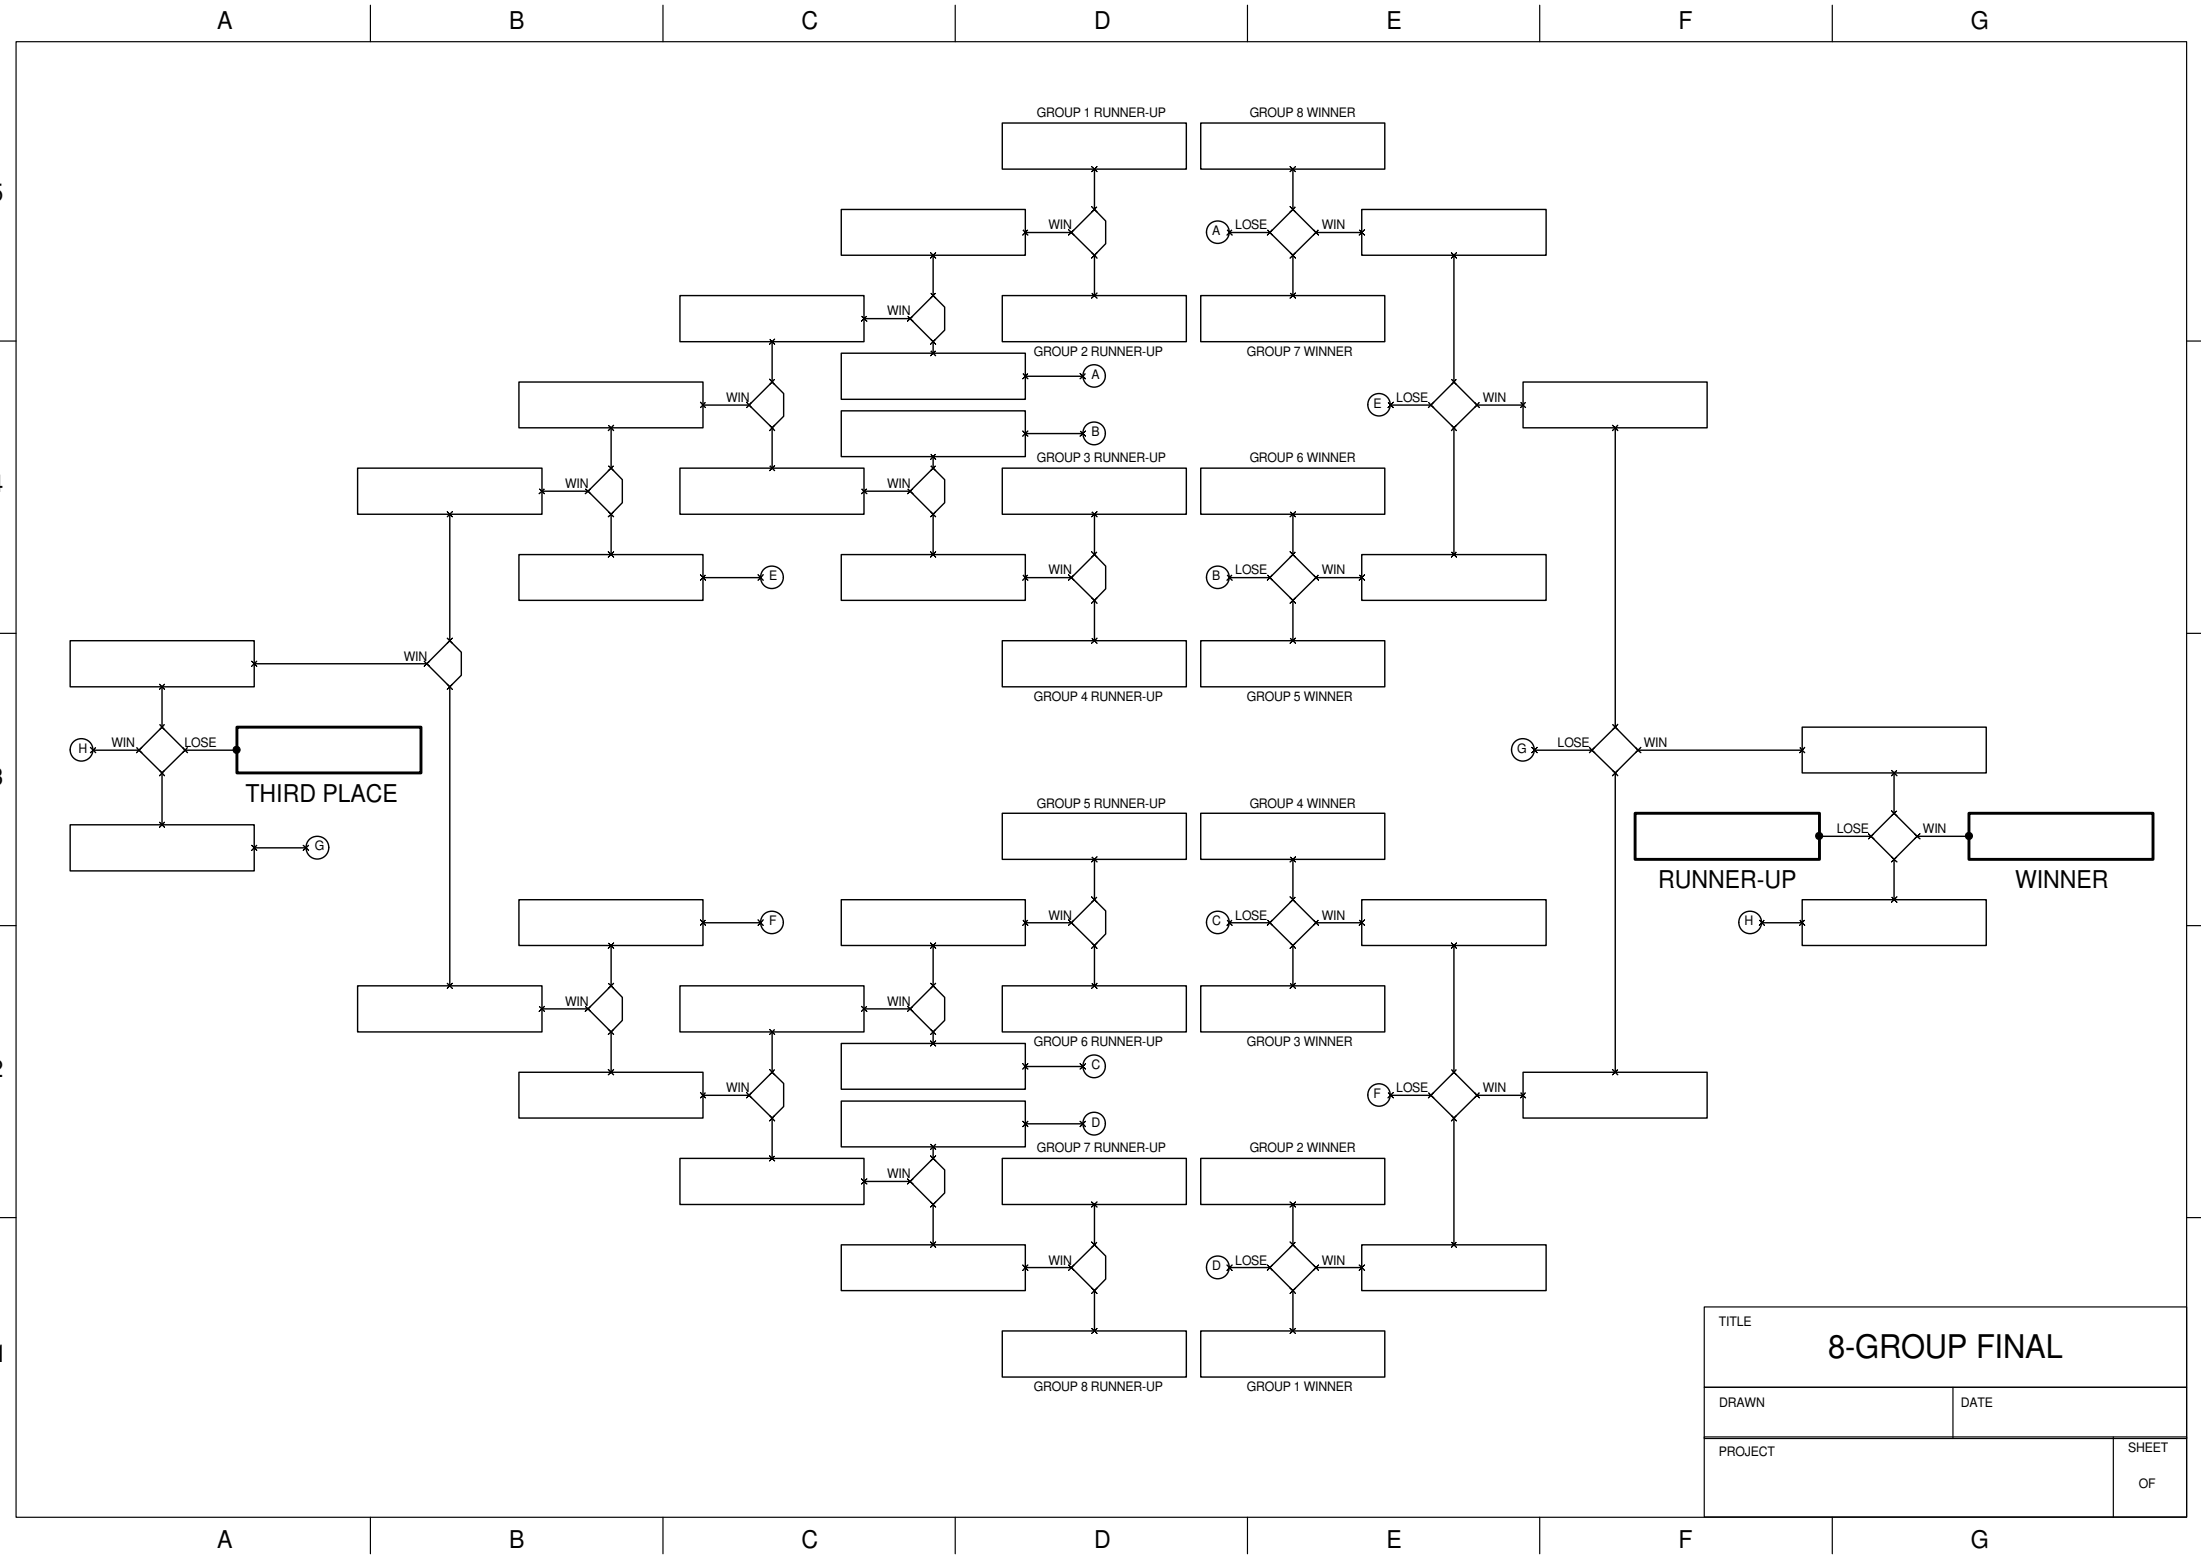 A B C D E F G
GROUP 1 RUNNER-UP GROUP 8 WINNER
5
WIN A LOSE WIN
WIN
GROUP 2 RUNNER-UP GROUP 7 WINNER
A
WIN E LOSE WIN
B
GROUP 3 RUNNER-UP GROUP 6 WINNER
4
WIN WIN
E WIN B LOSE WIN
WIN
GROUP 4 RUNNER-UP GROUP 5 WINNER
H WIN LOSE G LOSE WIN
3
THIRD PLACE
GROUP 5 RUNNER-UP GROUP 4 WINNER
LOSE WIN
G
RUNNER-UP WINNER
F WIN C LOSE WIN H
WIN WIN
GROUP 6 RUNNER-UP GROUP 3 WINNER
2
C
WIN F LOSE WIN
D
GROUP 7 RUNNER-UP GROUP 2 WINNER
WIN
WIN D LOSE WIN
TITLE
8-GROUP FINAL
1
GROUP 8 RUNNER-UP GROUP 1 WINNER
DRAWN DATE
PROJECT SHEET
OF
A B C D E F G